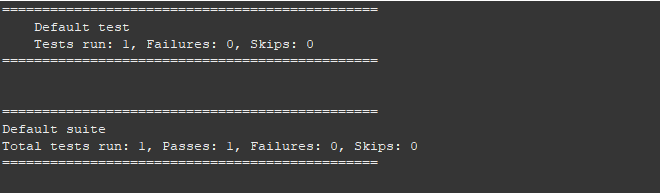 ===============================================
    Default test
    Tests run: 1, Failures: 0, Skips: 0
===============================================
===============================================
Default suite
Total tests run: 1, Passes: 1, Failures: 0, Skips: 0
===============================================